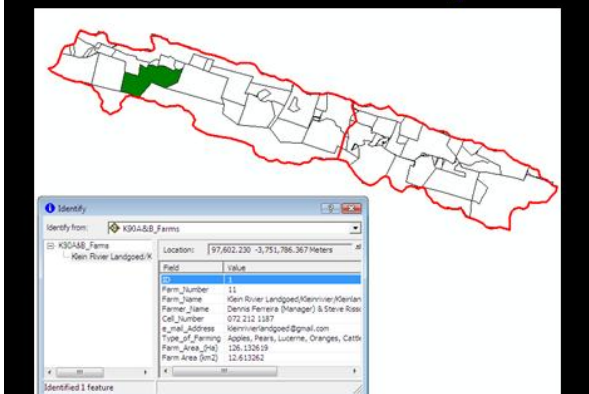 Identify
Identify from: K90A&B_Farms
K90A&B_Farms
Klein Rivier Landgoed/K
Location: 97,602.230 -3,751,786.367 Meters
Field Value
ID 1
Farm_Number 11
Farm_Name Klein Rivier Landgoed/Kleinrivier/Kleinlan
Farmer_Name Dennis Ferreira (Manager) & Steve Risso
Cell_Number 072 212 1187
e_mail_Address kleinrivierlandgoed@gmail.com
Type_of_Farming Apples, Pears, Lucerne, Oranges, Cattle
Farm_Area_(Ha) 126.132619
Farm Area (km2) 12.613262
Identified 1 feature